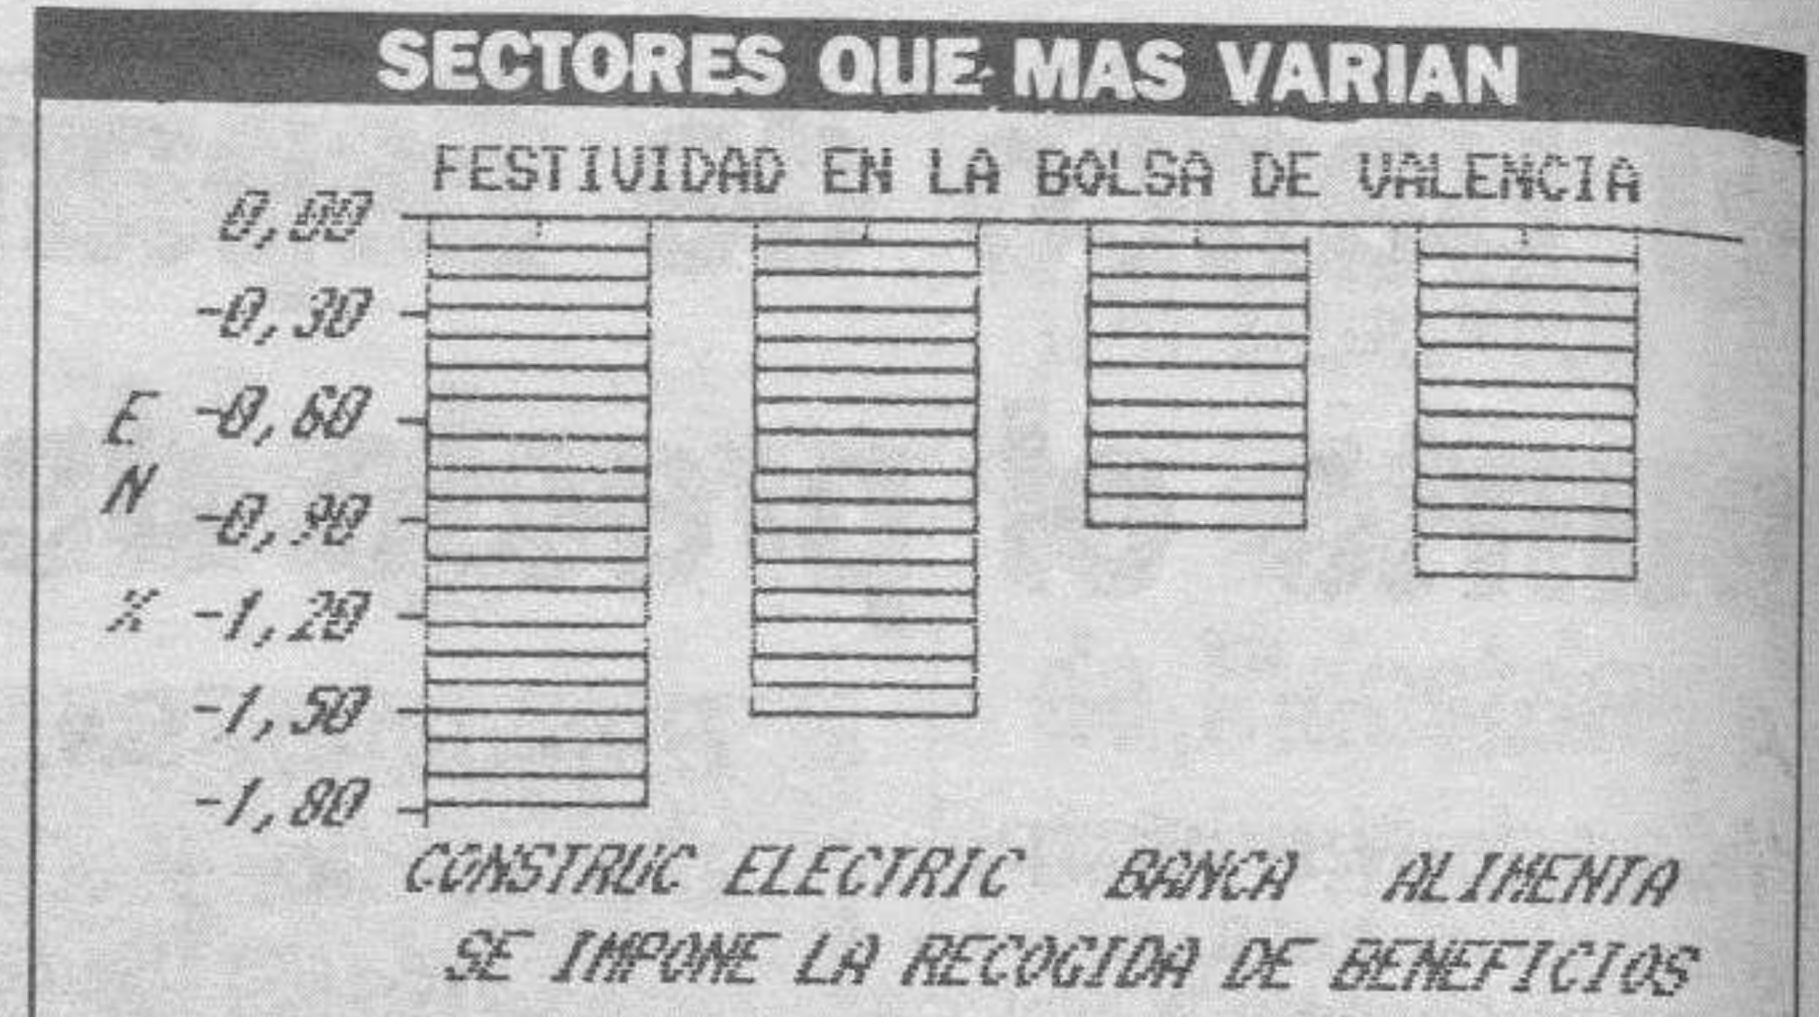 SECTORES QUE MAS VARIAN
FESTIVIDAD EN LA BOLSA DE VALENCIA
0,00
-0,30
-0,60
-0,90
-1,20
-1,50
-1,80
EN %
CONSTRUC ELECTRIC BANCA ALIMENTA
SE IMPONE LA RECOGIDA DE BENEFICIOS